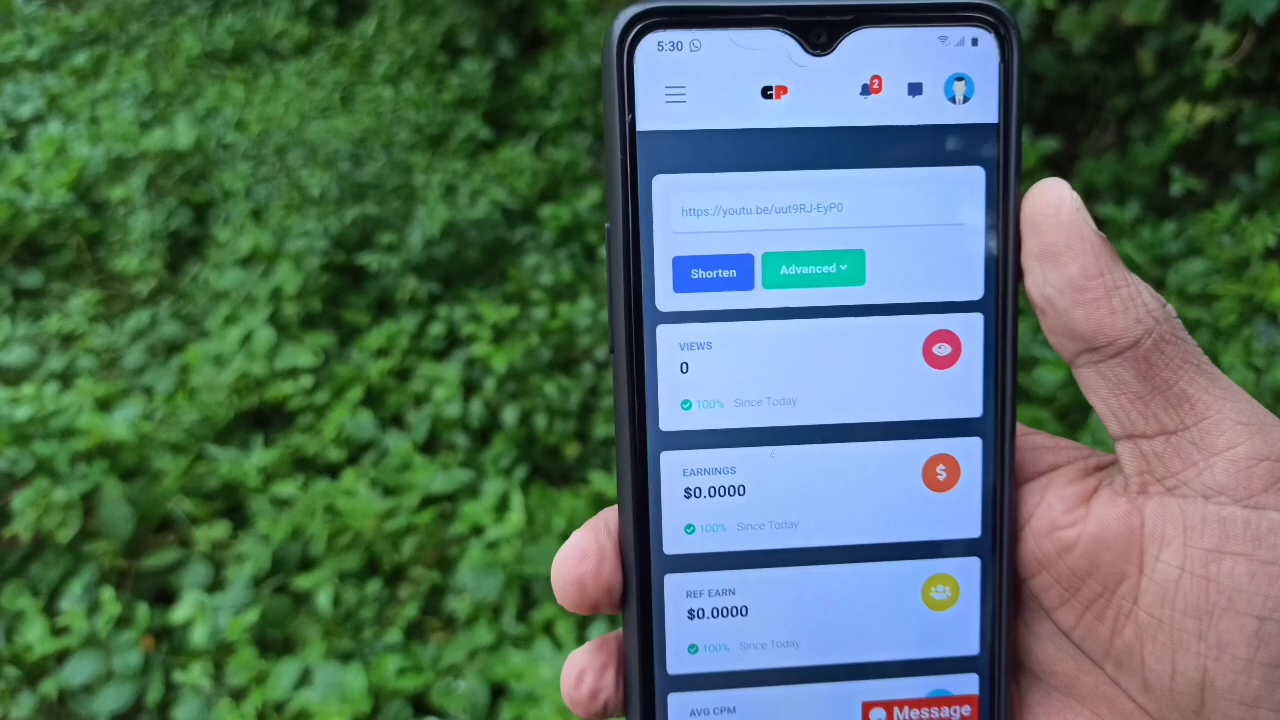 5:30
GP 2
https://youtu.be/uut9RJ-EyP0
Shorten Advanced
VIEWS
0
100% Since Today
EARNINGS
$0.0000
$
100% Since Today
REF EARN
$0.0000
100% Since Today
AVG CPM
Message